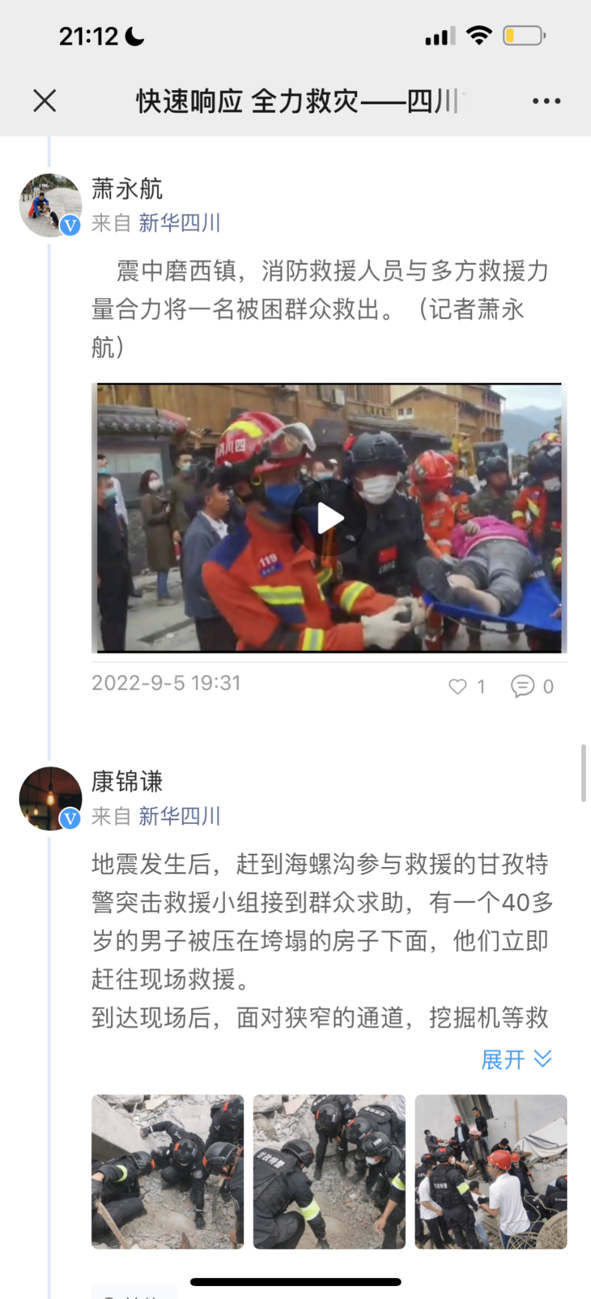 21:12
快速响应 全力救灾——四川
萧永航
来自 新华四川
震中磨西镇，消防救援人员与多方救援力
量合力将一名被困群众救出。（记者萧永
航）
四川
119
2022-9-5 19:31
1
0
康锦谦
来自 新华四川
地震发生后，赶到海螺沟参与救援的甘孜特
警突击救援小组接到群众求助，有一个40多
岁的男子被压在垮塌的房子下面，他们立即
赶往现场救援。
到达现场后，面对狭窄的通道，挖掘机等救
展开